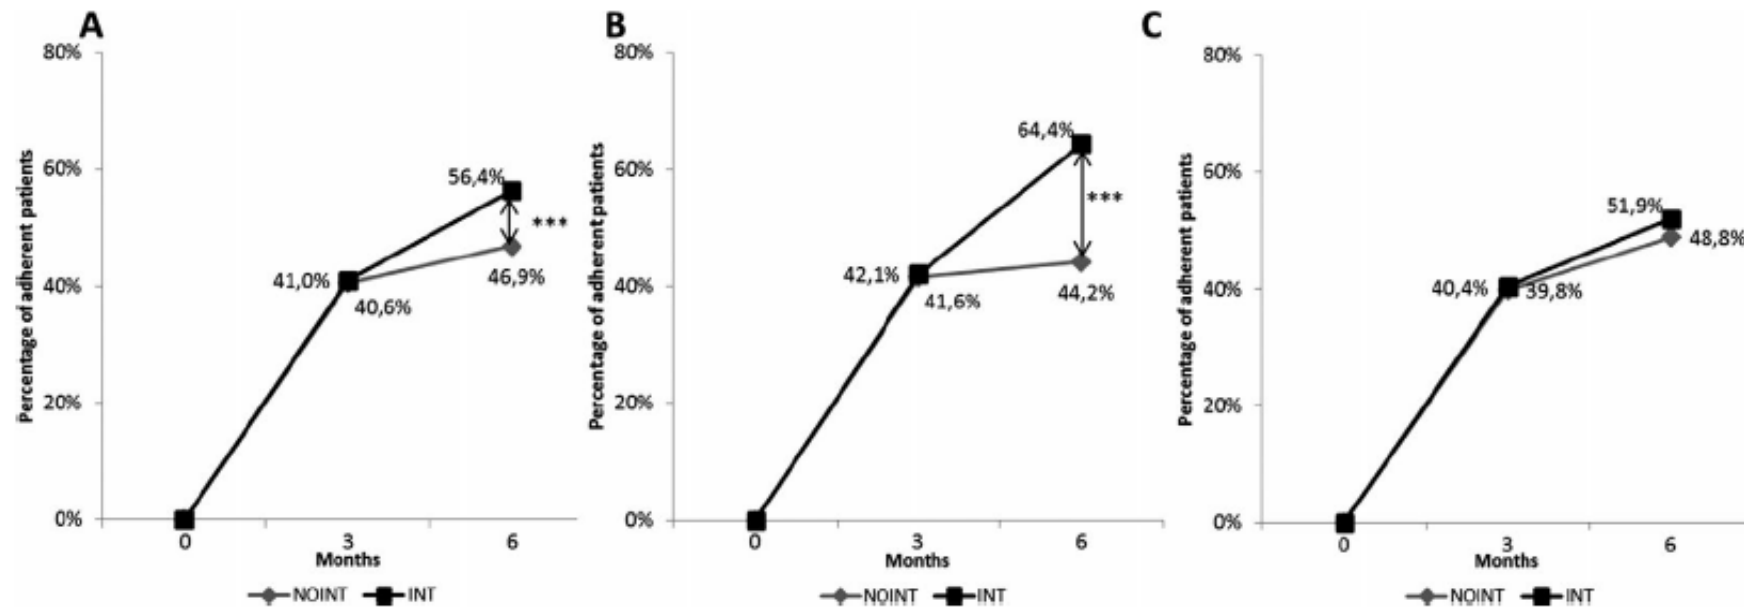 A
Percentage of adherent patients
80%
60%
40%
20%
0%
56,4%
***
46,9%
41,0%
40,6%
0 3 6
Months
NOINT INT
B
Percentage of adherent patients
80%
60%
40%
20%
0%
64,4%
***
44,2%
42,1%
41,6%
0 3 6
Months
NOINT INT
C
Percentage of adherent patients
80%
60%
40%
20%
0%
51,9%
48,8%
40,4%
39,8%
0 3 6
Months
NOINT INT